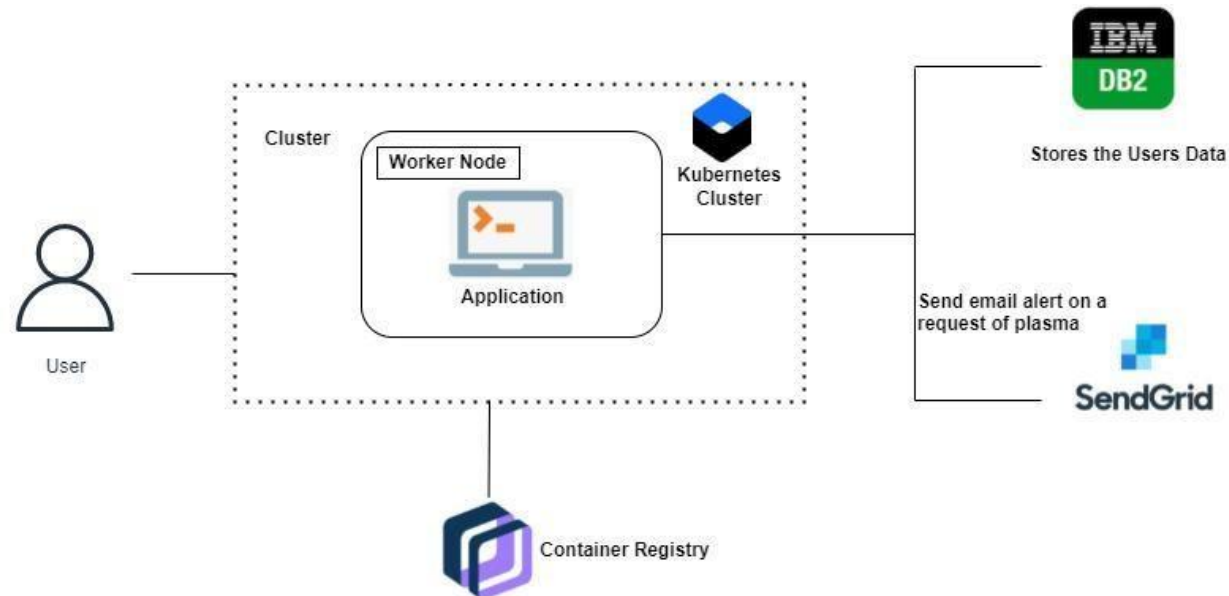 IBM
DB2
Stores the Users Data
Cluster
Worker Node
Kubernetes
Cluster
Application
User
Send email alert on a
request of plasma
SendGrid
Container Registry